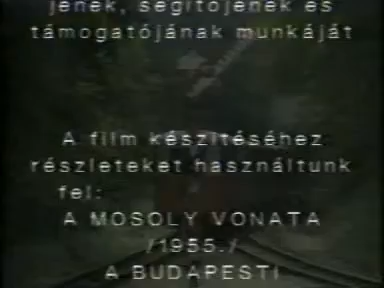 jének, segítőjének és
támogatójának munkáját
A film készítéséhez
részleteket használtunk
fel:
A MOSOLY VONATA
/1955./
A BUDAPESTI